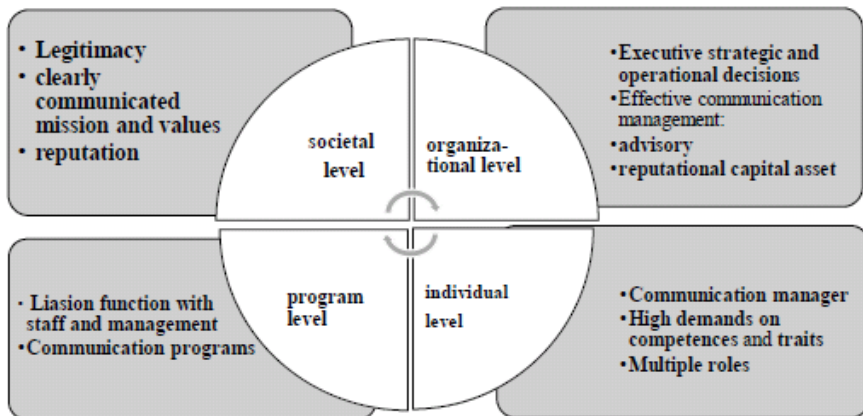 • Legitimacy
• clearly
communicated
mission and values
• reputation
societal
level
organiza-
tional level
•Executive strategic and
operational decisions
•Effective communication
management:
•advisory
•reputational capital asset
· Liasion function with
staff and management
•Communication programs
program
level
individual
level
•Communication manager
•High demands on
competences and traits
•Multiple roles